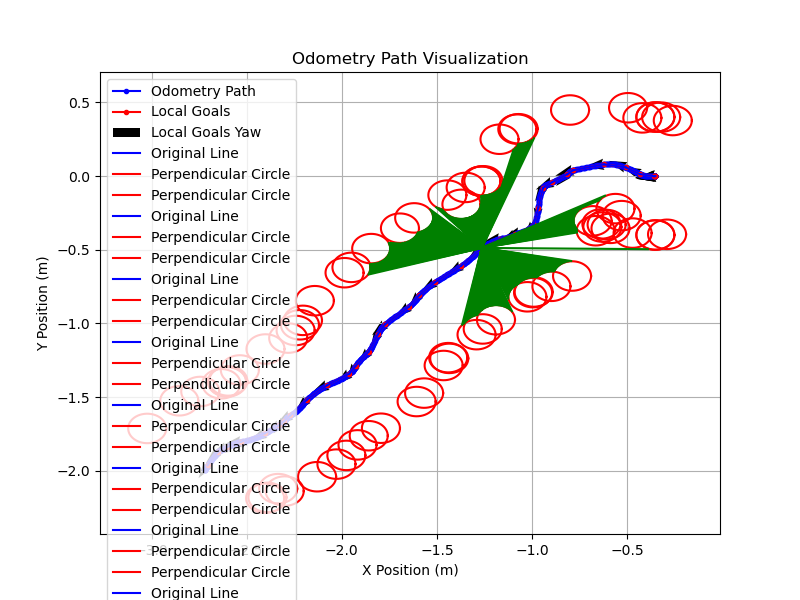 Odometry Path Visualization
0.5
0.0
−0.5
−1.0
−1.5
−2.0
Y Position (m)
Odometry Path
Local Goals
Local Goals Yaw
Original Line
Perpendicular Circle
Perpendicular Circle
Original Line
Perpendicular Circle
Perpendicular Circle
Original Line
Perpendicular Circle
Perpendicular Circle
Original Line
Perpendicular Circle
Perpendicular Circle
Original Line
Perpendicular Circle
Perpendicular Circle
Original Line
Perpendicular Circle
Perpendicular Circle
Original Line
Perpendicular Circle
Perpendicular Circle
Original Line
−2.0
−1.5
−1.0
−0.5
X Position (m)